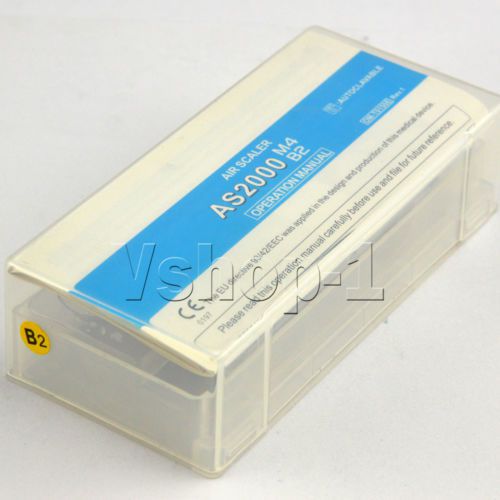 AUTOCLAVABLE
AIR SCALER
AS2000 M4
B2
OPERATION MANUAL
0197
The EU directive 93/42/EEC was applied in the design and production of this medical device.
Please read this operation manual carefully before use and file for future reference.
B2
Vshop-1